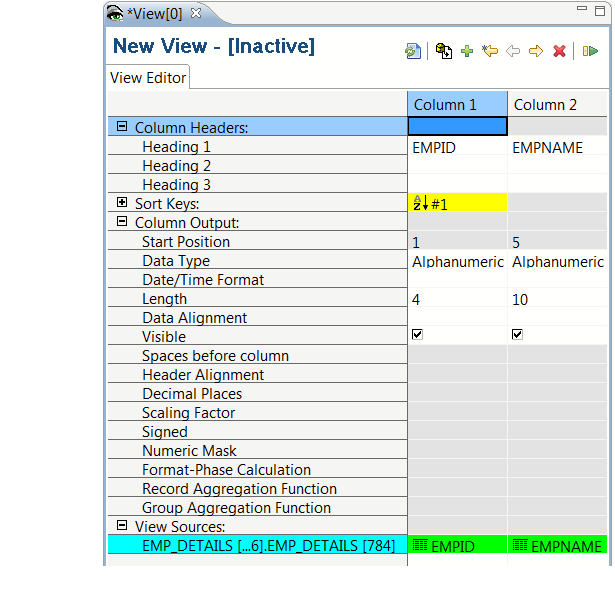 *View[0]
New View - [Inactive]
View Editor
Column 1 Column 2
Column Headers:
Heading 1 EMPID EMPNAME
Heading 2
Heading 3
Sort Keys: #1
Column Output:
Start Position 1 5
Data Type Alphanumeric Alphanumeric
Date/Time Format
Length 4 10
Data Alignment
Visible
Spaces before column
Header Alignment
Decimal Places
Scaling Factor
Signed
Numeric Mask
Format-Phase Calculation
Record Aggregation Function
Group Aggregation Function
View Sources:
EMP_DETAILS [...6].EMP_DETAILS [784] EMPID EMPNAME